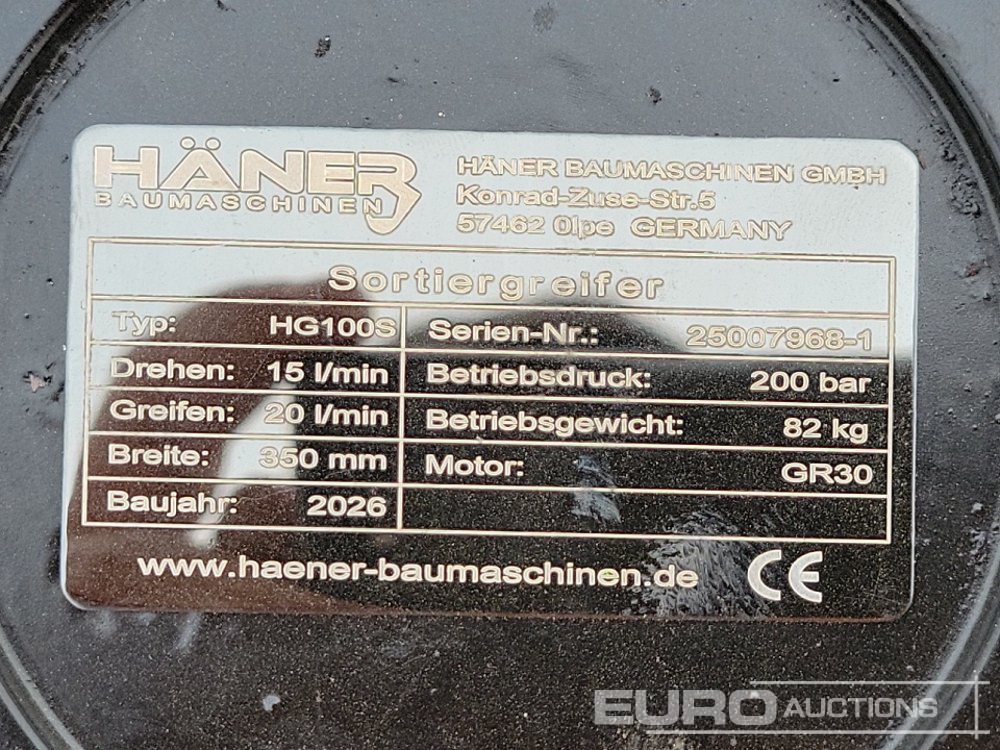 HÄNER
BAUMASCHINEN
HÄNER BAUMASCHINEN GMBH
Konrad-Zuse-Str.5
57462 Olpe GERMANY
Sortiergreifer
Typ: HG100S Serien-Nr.: 25007968-1
Drehen: 15 l/min Betriebsdruck: 200 bar
Greifen: 20 l/min Betriebsgewicht: 82 kg
Breite: 350 mm Motor: GR30
Baujahr: 2026
www.haener-baumaschinen.de CE
EURO AUCTIONS